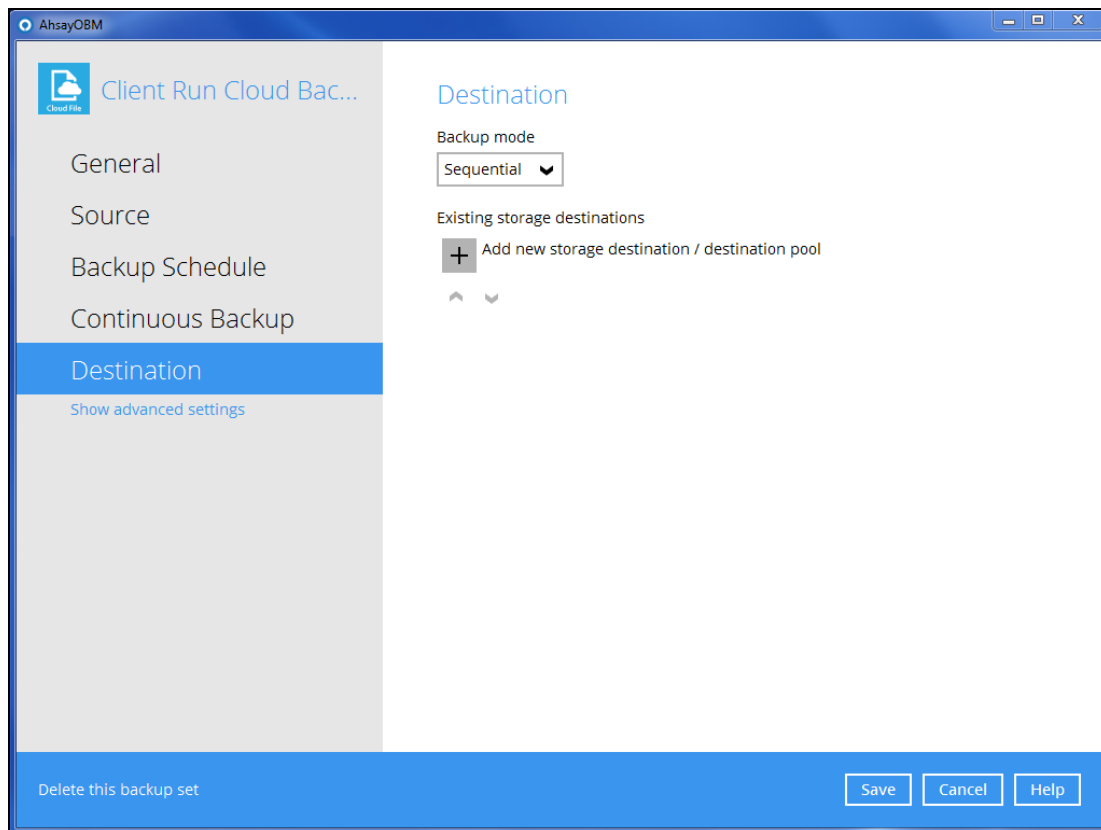 AhsayOBM
Cloud File
Client Run Cloud Bac...
General
Source
Backup Schedule
Continuous Backup
Destination
Show advanced settings
Destination
Backup mode
Sequential
Existing storage destinations
Add new storage destination / destination pool
Delete this backup set
Save
Cancel
Help